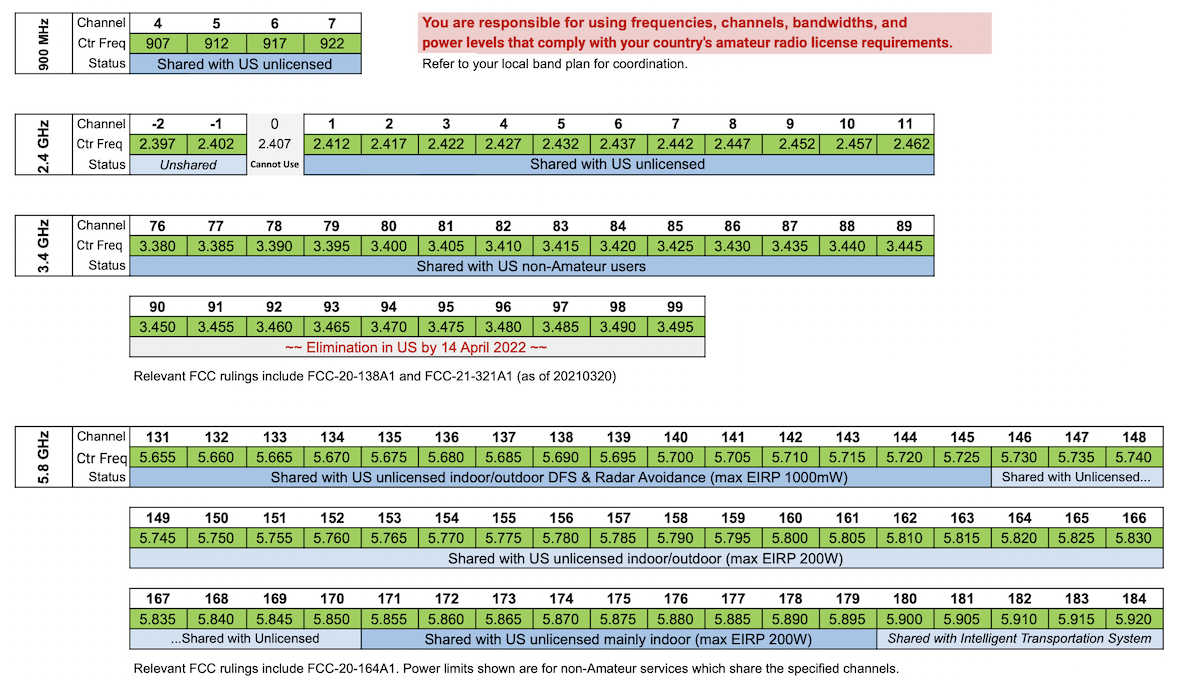 900 MHz
Channel 4 5 6 7
Ctr Freq 907 912 917 922
Status Shared with US unlicensed
You are responsible for using frequencies, channels, bandwidths, and
power levels that comply with your country's amateur radio license requirements.
Refer to your local band plan for coordination.
2.4 GHz
Channel -2 -1 0 1 2 3 4 5 6 7 8 9 10 11
Ctr Freq 2.397 2.402 2.407 2.412 2.417 2.422 2.427 2.432 2.437 2.442 2.447 2.452 2.457 2.462
Status Unshared Cannot Use Shared with US unlicensed
3.4 GHz
Channel 76 77 78 79 80 81 82 83 84 85 86 87 88 89
Ctr Freq 3.380 3.385 3.390 3.395 3.400 3.405 3.410 3.415 3.420 3.425 3.430 3.435 3.440 3.445
Status Shared with US non-Amateur users
90 91 92 93 94 95 96 97 98 99
3.450 3.455 3.460 3.465 3.470 3.475 3.480 3.485 3.490 3.495
~~ Elimination in US by 14 April 2022 ~~
Relevant FCC rulings include FCC-20-138A1 and FCC-21-321A1 (as of 20210320)
5.8 GHz
Channel 131 132 133 134 135 136 137 138 139 140 141 142 143 144 145 146 147 148
Ctr Freq 5.655 5.660 5.665 5.670 5.675 5.680 5.685 5.690 5.695 5.700 5.705 5.710 5.715 5.720 5.725 5.730 5.735 5.740
Status Shared with US unlicensed indoor/outdoor DFS & Radar Avoidance (max EIRP 1000mW) Shared with Unlicensed...
149 150 151 152 153 154 155 156 157 158 159 160 161 162 163 164 165 166
5.745 5.750 5.755 5.760 5.765 5.770 5.775 5.780 5.785 5.790 5.795 5.800 5.805 5.810 5.815 5.820 5.825 5.830
Shared with US unlicensed indoor/outdoor (max EIRP 200W)
167 168 169 170 171 172 173 174 175 176 177 178 179 180 181 182 183 184
5.835 5.840 5.845 5.850 5.855 5.860 5.865 5.870 5.875 5.880 5.885 5.890 5.895 5.900 5.905 5.910 5.915 5.920
...Shared with Unlicensed Shared with US unlicensed mainly indoor (max EIRP 200W) Shared with Intelligent Transportation System
Relevant FCC rulings include FCC-20-164A1. Power limits shown are for non-Amateur services which share the specified channels.